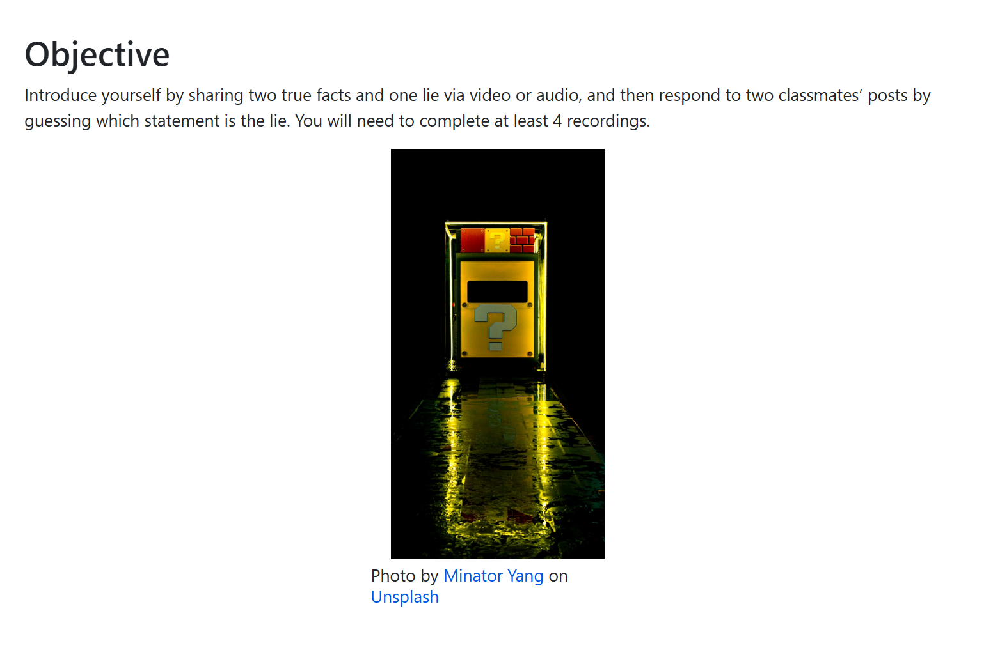 Objective
Introduce yourself by sharing two true facts and one lie via video or audio, and then respond to two classmates’ posts by
guessing which statement is the lie. You will need to complete at least 4 recordings.
?
?
Photo by Minator Yang on
Unsplash